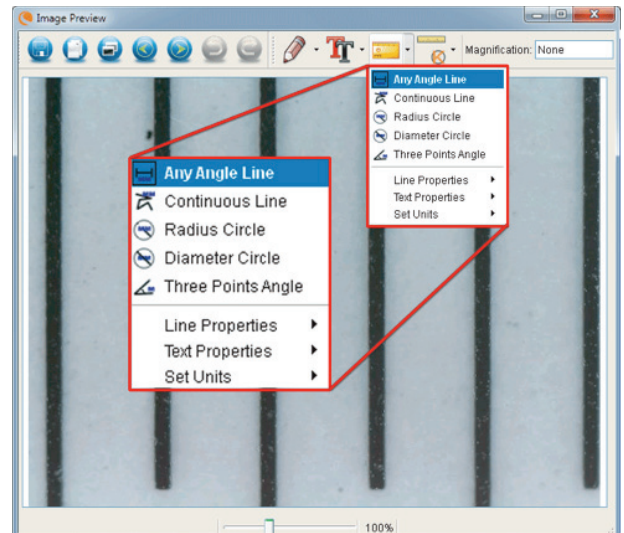 Image Preview
TT
Magnification: None
Any Angle Line
Continuous Line
Radius Circle
Diameter Circle
Three Points Angle
Line Properties
Text Properties
Set Units
Any Angle Line
Continuous Line
Radius Circle
Diameter Circle
Three Points Angle
Line Properties
Text Properties
Set Units
100%